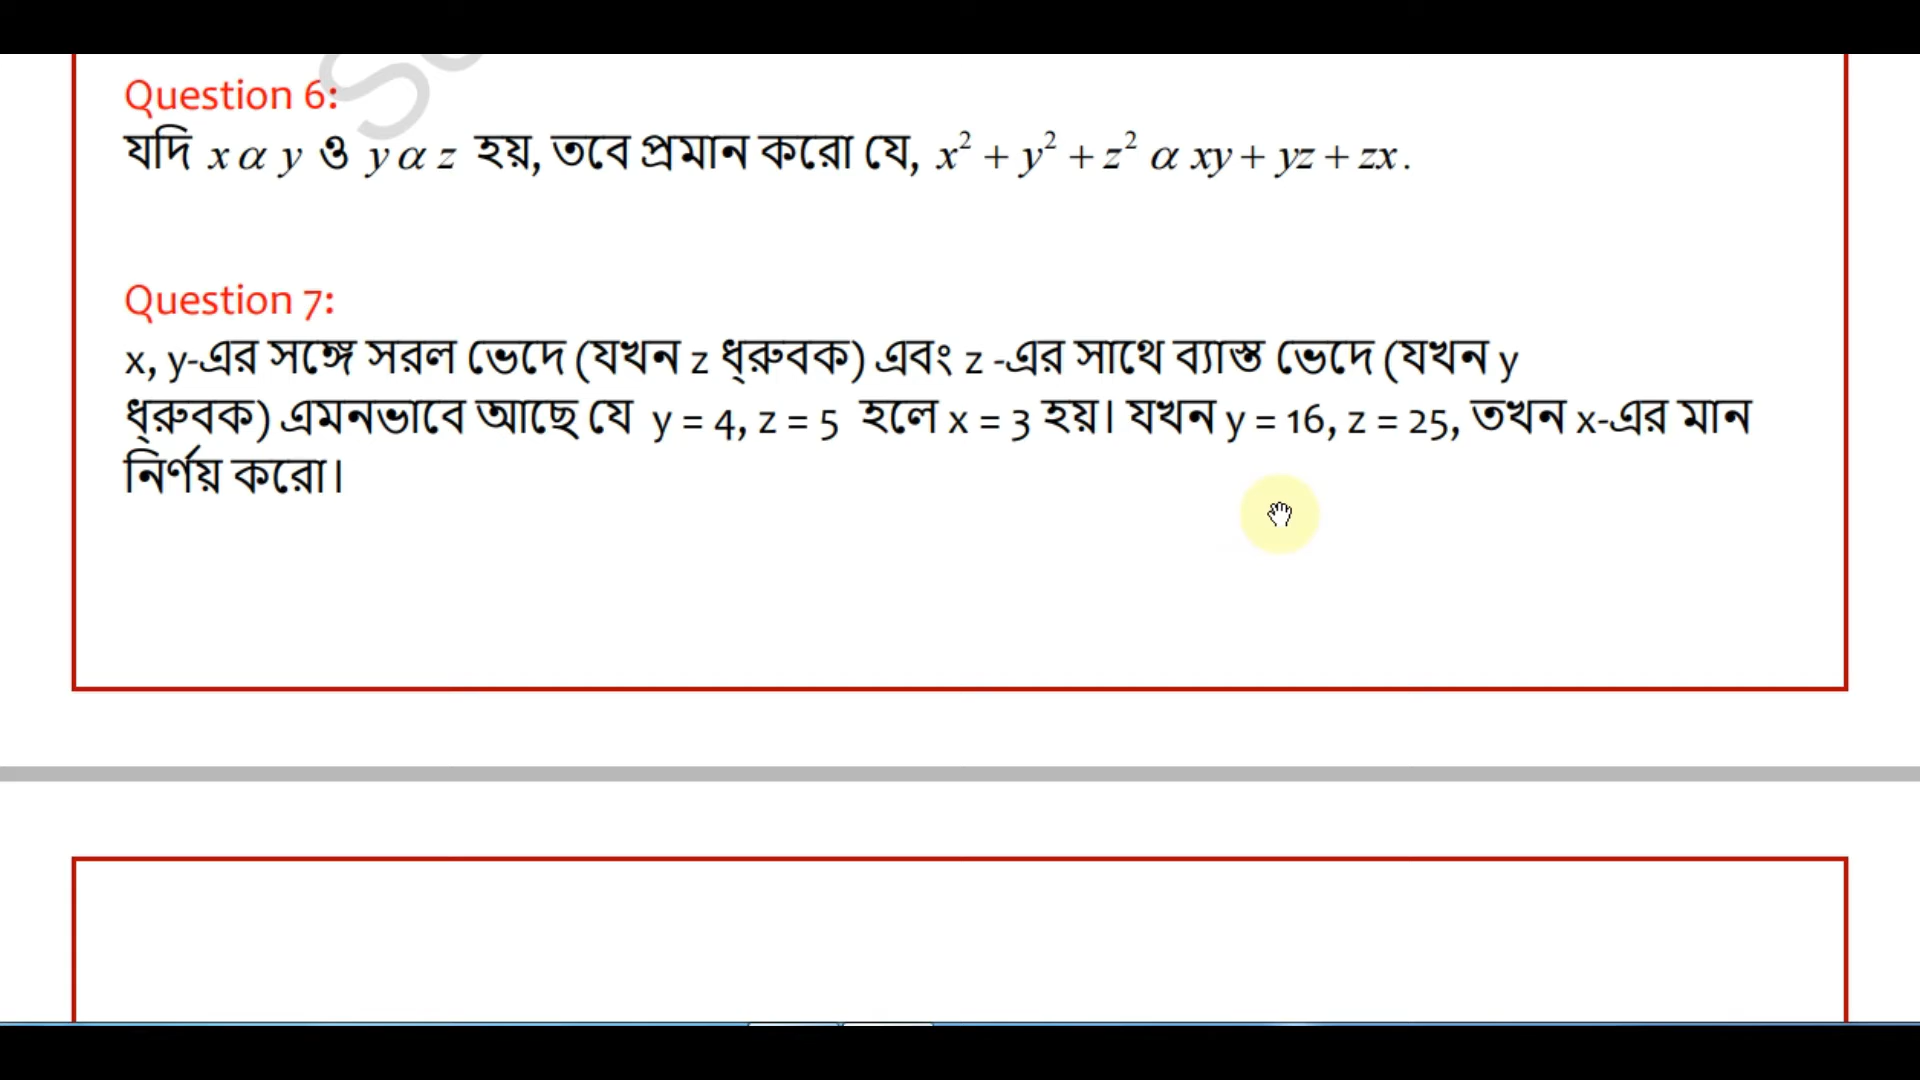 Question 6:
যদি x α y ও y α z হয়, তবে প্রমান করো যে, x² + y² + z² α xy + yz + zx.
Question 7:
x, y-এর সঙ্গে সরল ভেদে (যখন z ধ্রুবক) এবং z -এর সাথে ব্যাস্ত ভেদে (যখন y
ধ্রুবক) এমনভাবে আছে যে y = 4, z = 5 হলে x = 3 হয়। যখন y = 16, z = 25, তখন x-এর মান
নির্ণয় করো।